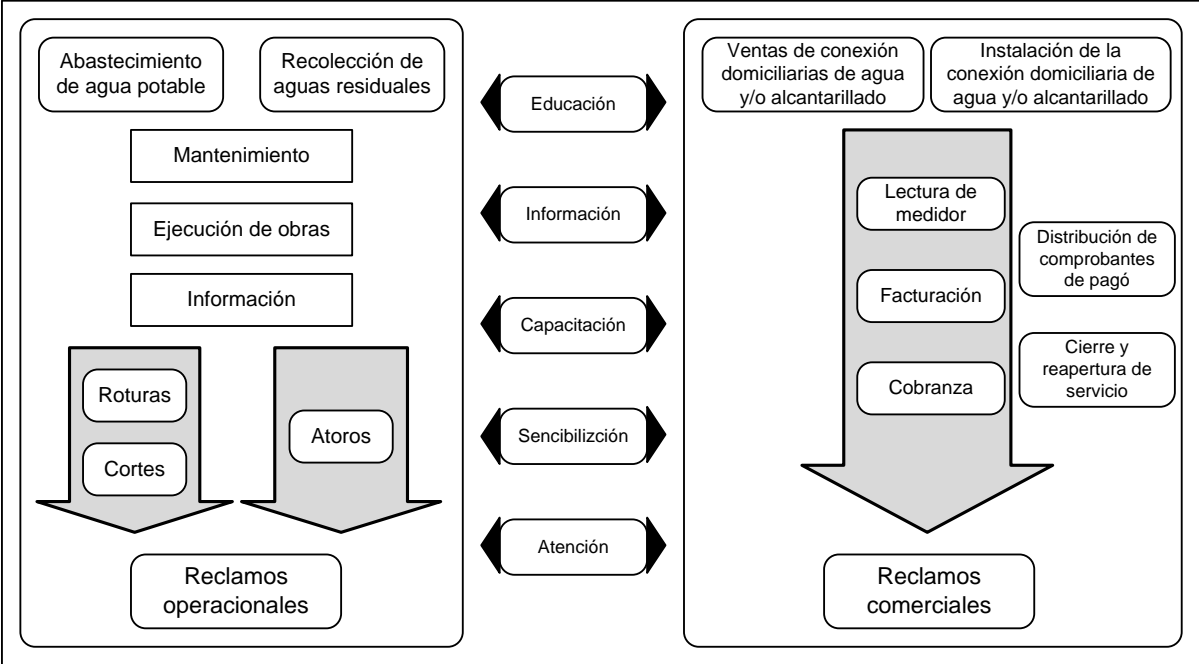 Abastecimiento
de agua potable
Recolección de
aguas residuales
Mantenimiento
Ejecución de obras
Información
Roturas
Cortes
Atoros
Reclamos
operacionales
Educación
Información
Capacitación
Sencibilizción
Atención
Ventas de conexión
domiciliarias de agua
y/o alcantarillado
Instalación de la
conexión domiciliaria de
agua y/o alcantarillado
Lectura de
medidor
Distribución de
comprobantes
de pagó
Facturación
Cierre y
reapertura de
servicio
Cobranza
Reclamos
comerciales